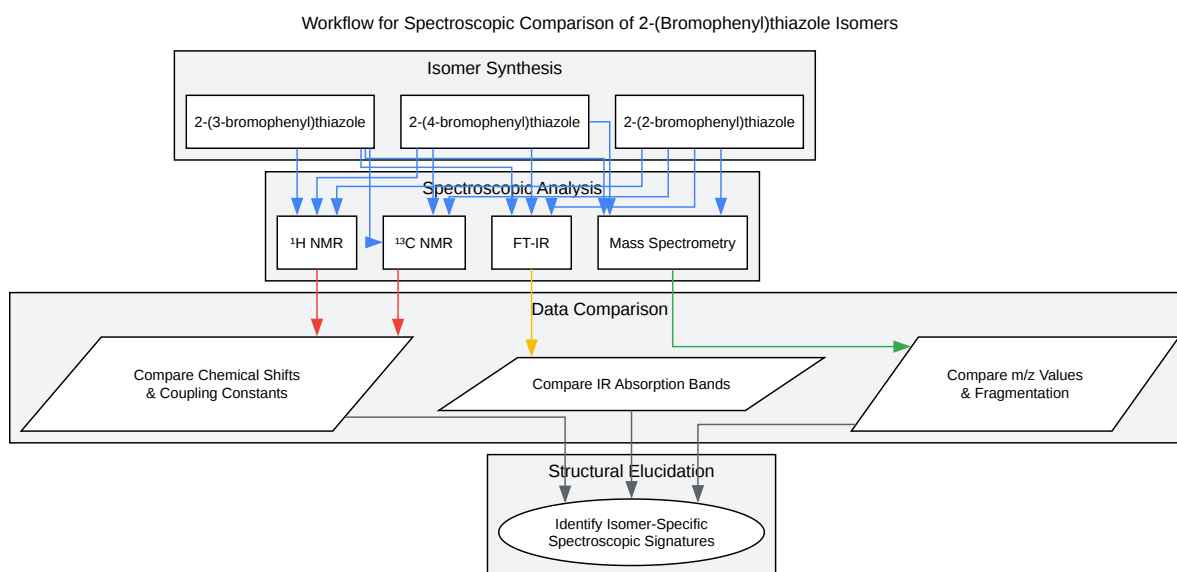 Workflow for Spectroscopic Comparison of 2-(Bromophenyl)thiazole Isomers
Isomer Synthesis
2-(3-bromophenyl)thiazole
2-(4-bromophenyl)thiazole
2-(2-bromophenyl)thiazole
Spectroscopic Analysis
¹H NMR
¹³C NMR
FT-IR
Mass Spectrometry
Data Comparison
Compare Chemical Shifts
& Coupling Constants
Compare IR Absorption Bands
Compare m/z Values
& Fragmentation
Structural Elucidation
Identify Isomer-Specific
Spectroscopic Signatures